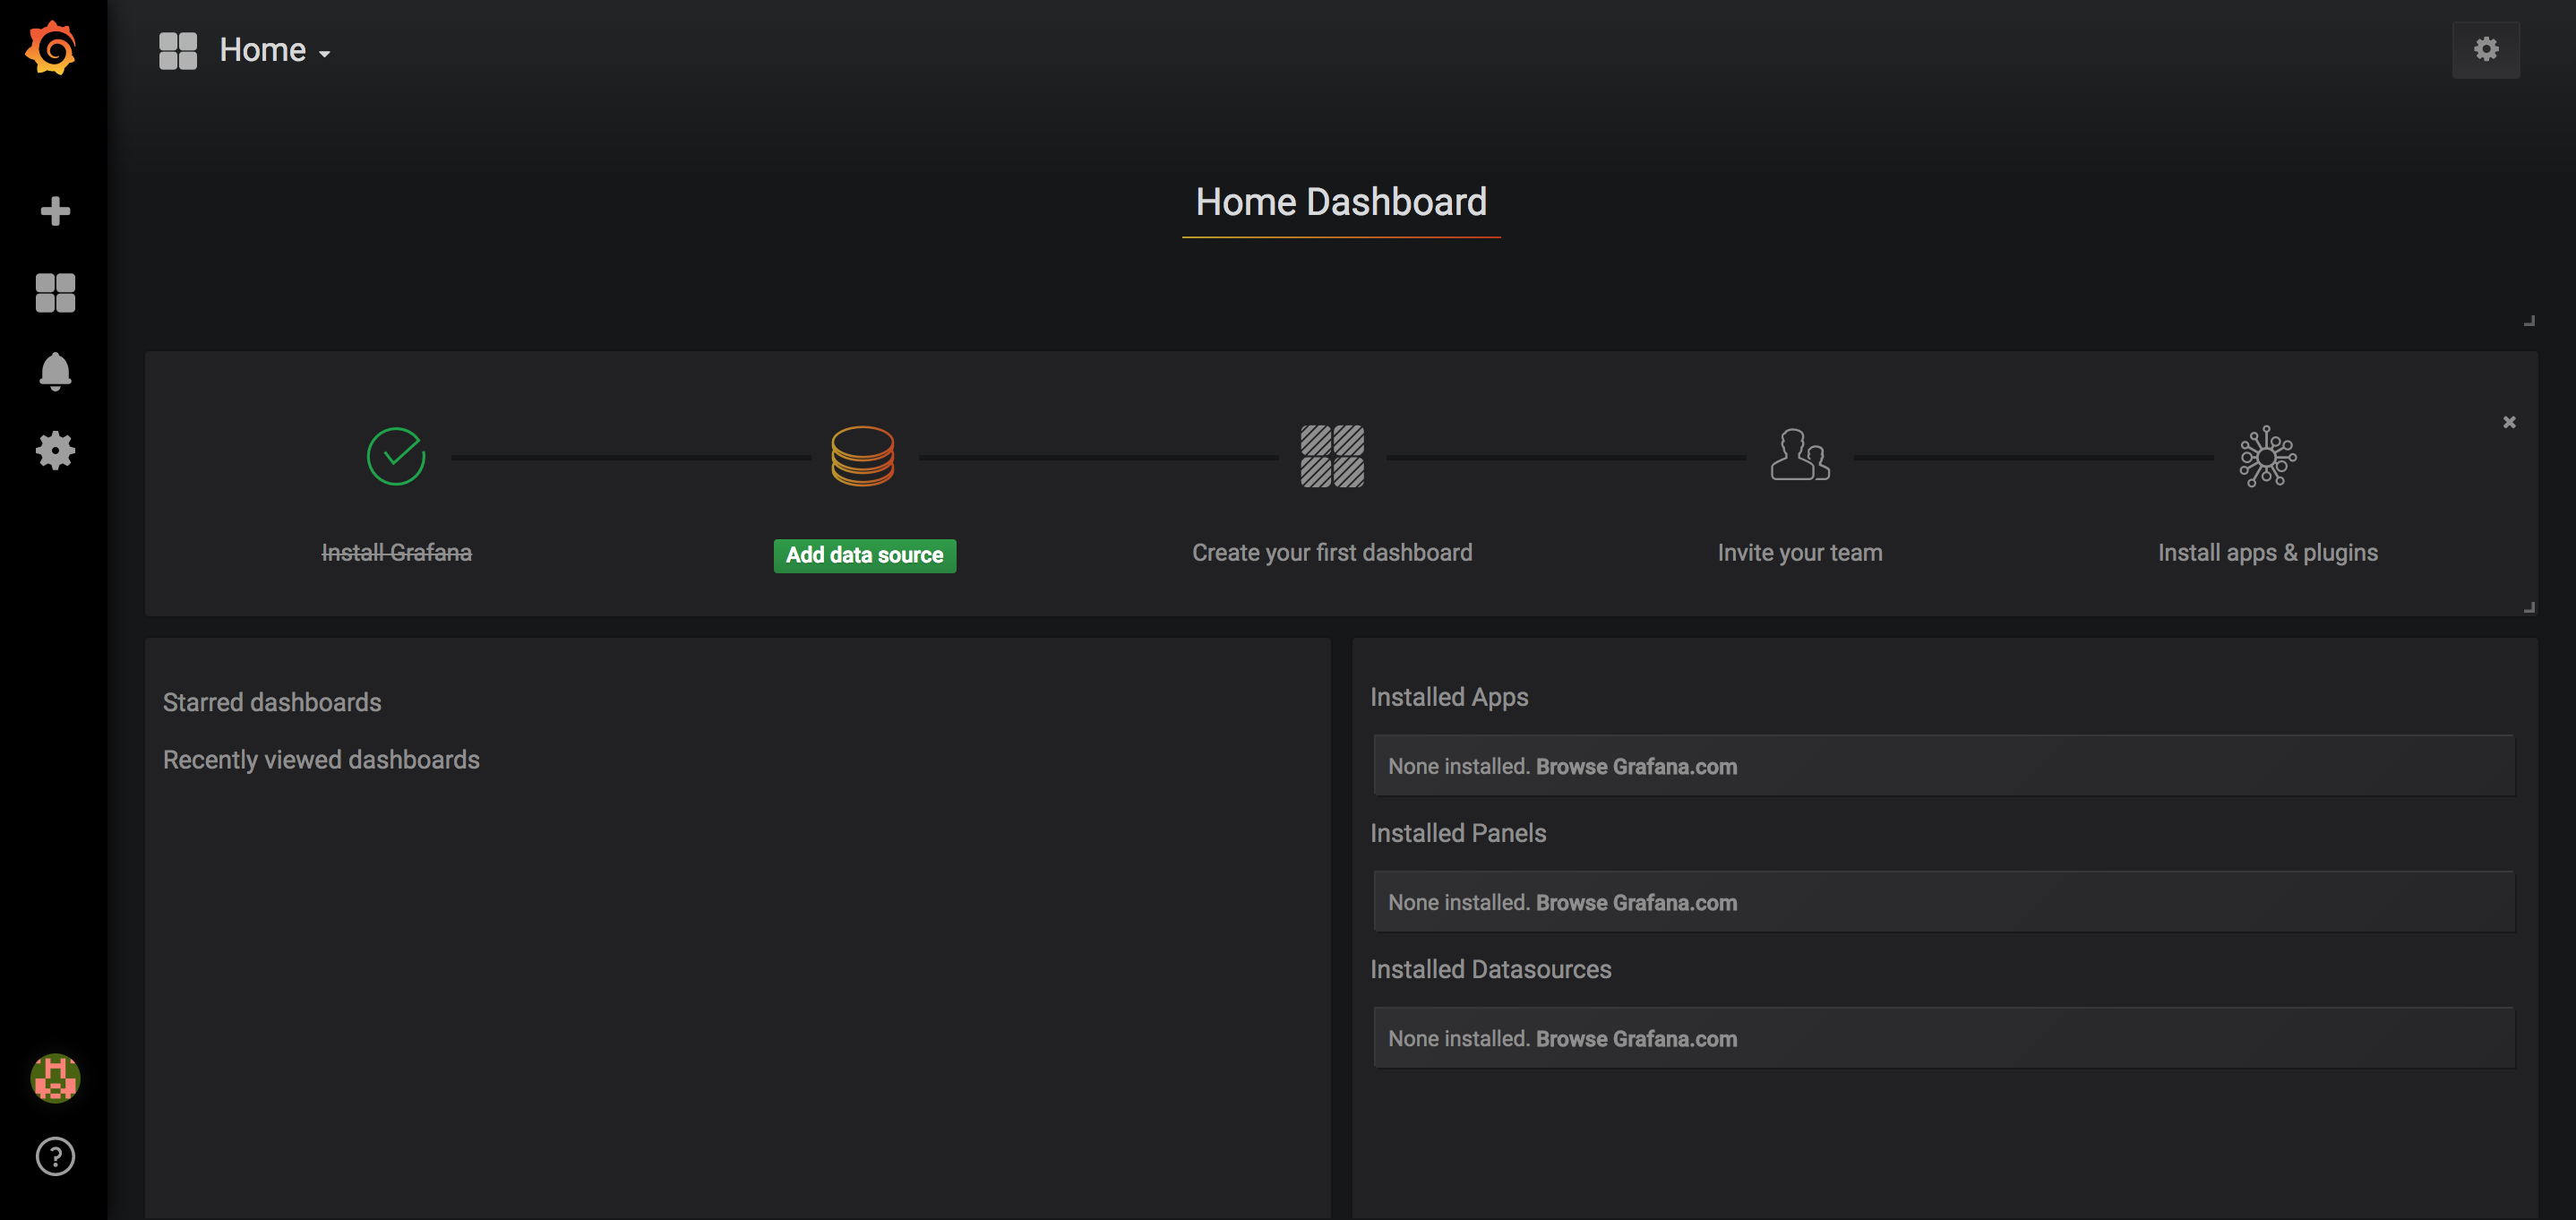 Home
Home Dashboard
Install Grafana
Add data source
Create your first dashboard
Invite your team
Install apps & plugins
Starred dashboards
Recently viewed dashboards
Installed Apps
None installed. Browse Grafana.com
Installed Panels
None installed. Browse Grafana.com
Installed Datasources
None installed. Browse Grafana.com
?